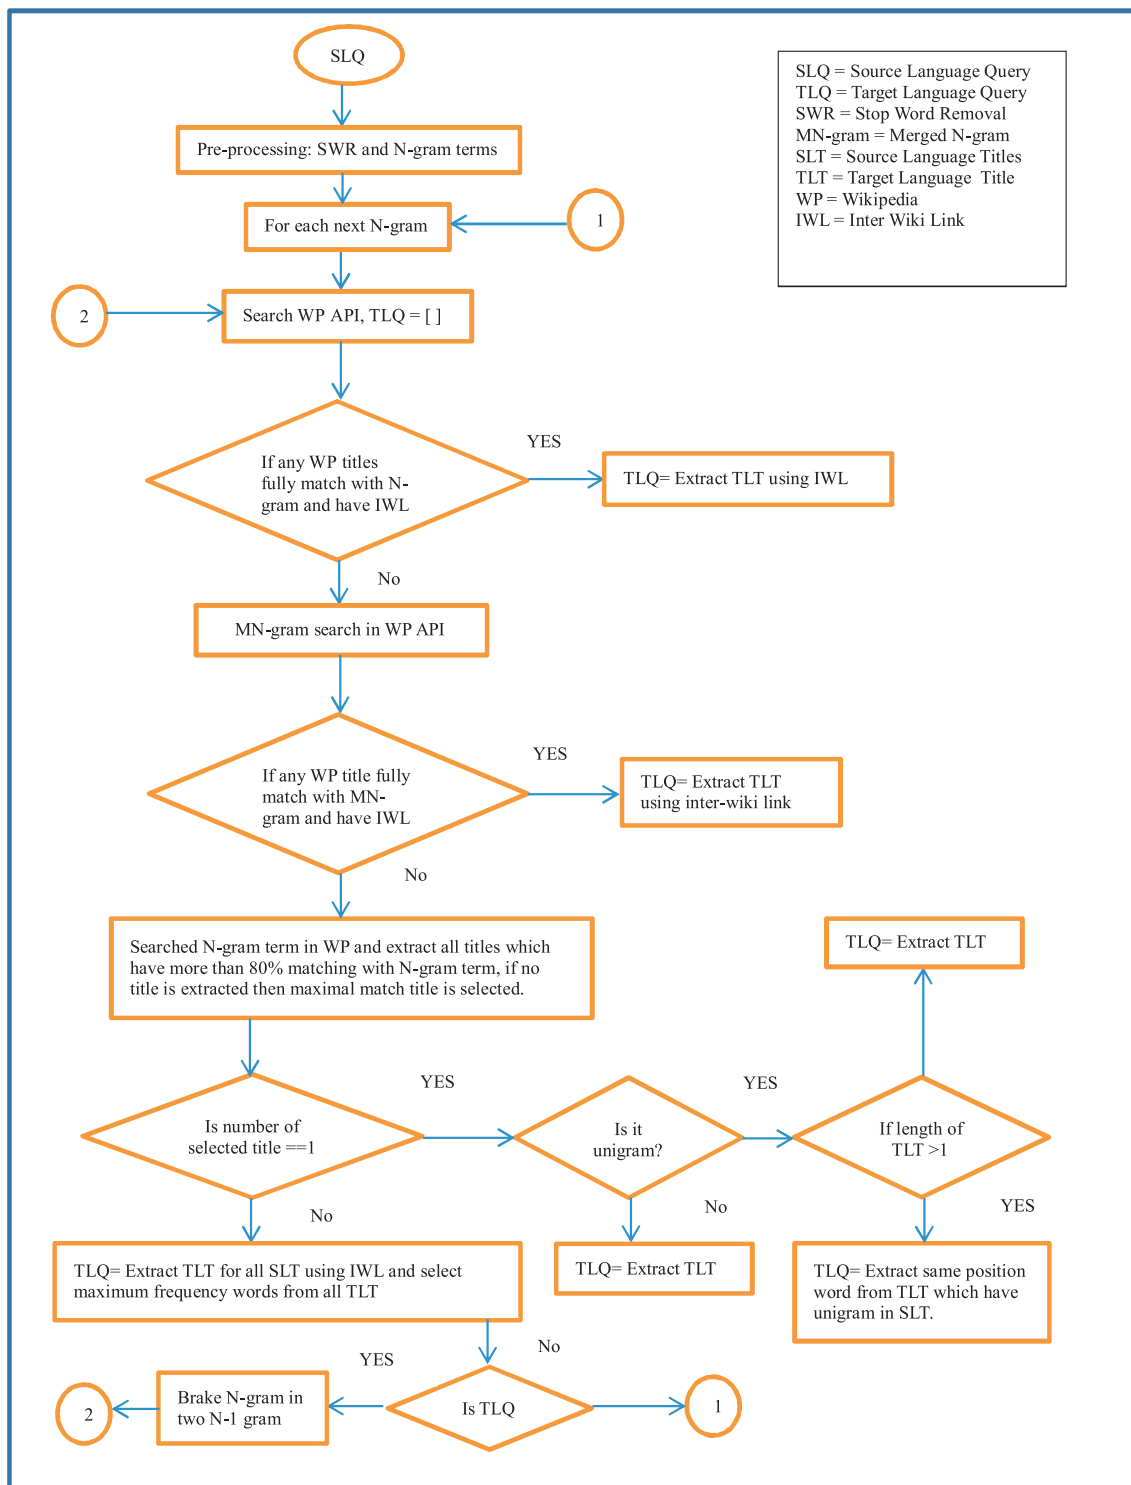 SLQ
SLQ = Source Language Query
TLQ = Target Language Query
SWR = Stop Word Removal
MN-gram = Merged N-gram
SLT = Source Language Titles
TLT = Target Language Title
WP = Wikipedia
IWL = Inter Wiki Link
Pre-processing: SWR and N-gram terms
For each next N-gram
1
2
Search WP API, TLQ = [ ]
If any WP titles
fully match with N-
gram and have IWL
YES
TLQ= Extract TLT using IWL
No
MN-gram search in WP API
If any WP title fully
match with MN-
gram and have IWL
YES
TLQ= Extract TLT
using inter-wiki link
No
Searched N-gram term in WP and extract all titles which
have more than 80% matching with N-gram term, if no
title is extracted then maximal match title is selected.
TLQ= Extract TLT
Is number of
selected title ==1
YES
Is it
unigram?
YES
If length of
TLT >1
No
No
YES
TLQ= Extract TLT for all SLT using IWL and select
maximum frequency words from all TLT
TLQ= Extract TLT
TLQ= Extract same position
word from TLT which have
unigram in SLT.
No
YES
2
Brake N-gram in
two N-1 gram
Is TLQ
1